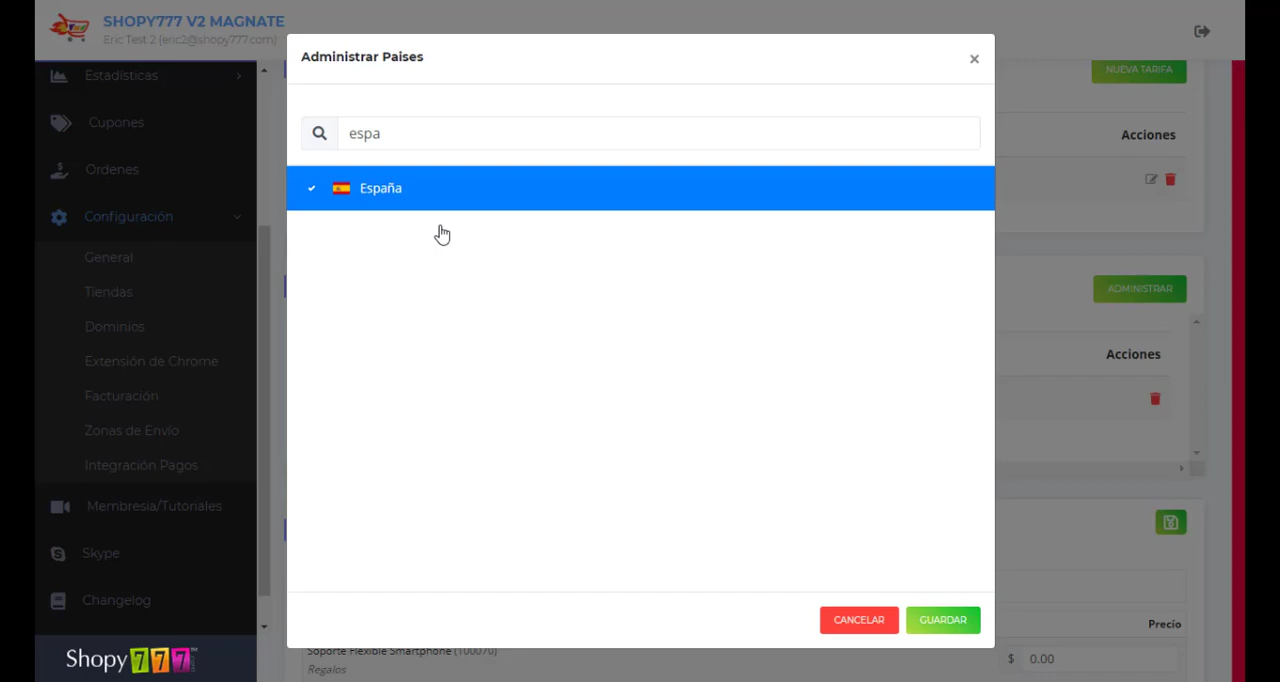 SHOPY777 V2 MAGNATE
Eric Test 2 (eric2@shopy777.com)
Estadísticas
Cupones
Ordenes
Configuración
General
Tiendas
Dominios
Extensión de Chrome
Facturación
Zonas de Envío
Integración Pagos
Membresia/Tutoriales
Skype
Changelog
Shopy777
Administrar Paises
×
espa
España
CANCELAR
GUARDAR
NUEVA TARIFA
Acciones
ADMINISTRAR
Acciones
Precio
Soporte Flexible Smartphone (100070)
Regalos
$ 0.00